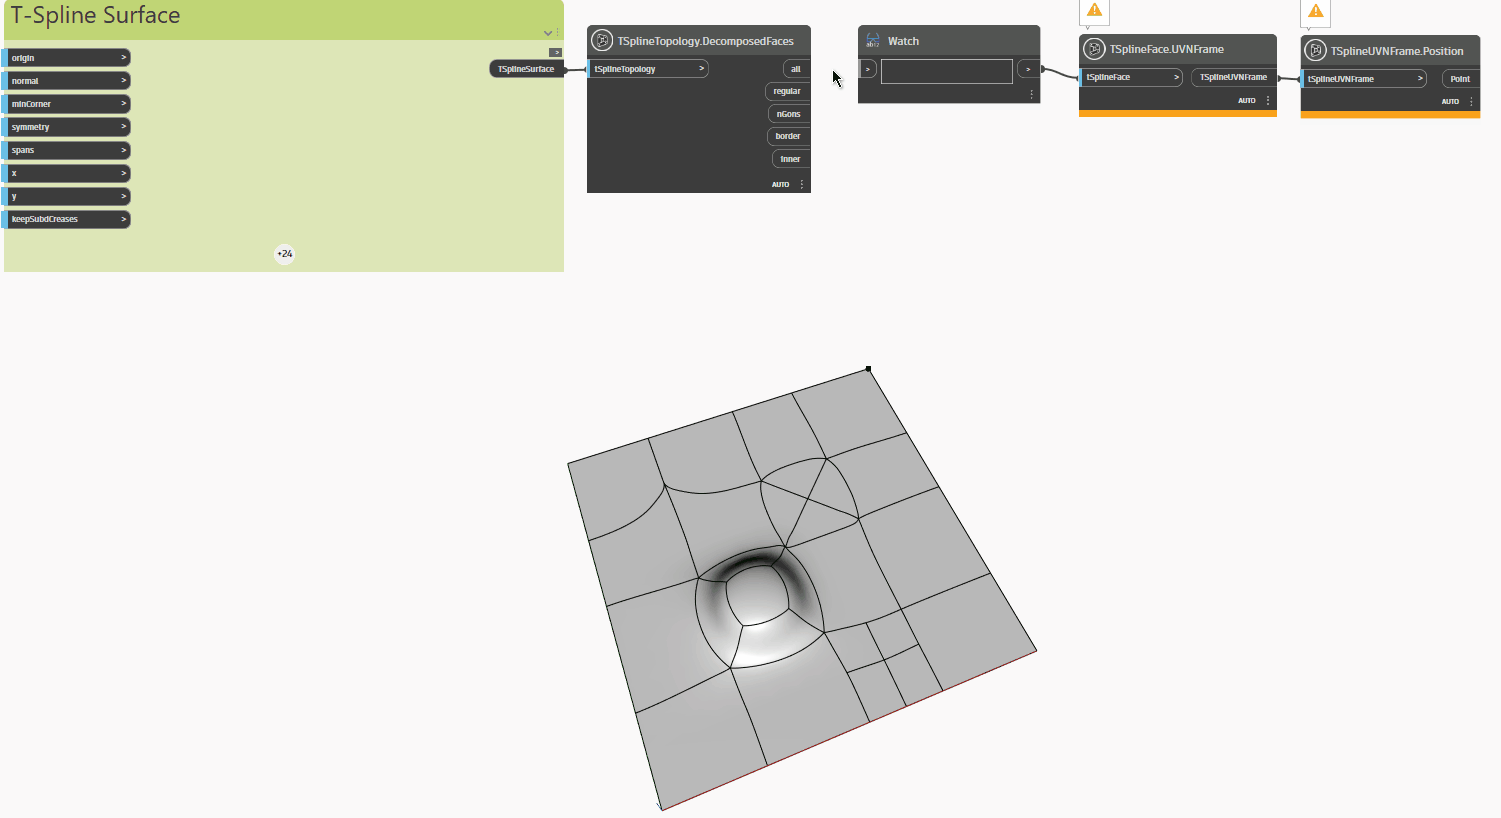 T-Spline Surface
origin >
normal >
minCorner >
symmetry >
spans >
x >
y >
keepSubdCreases >
+24
>
TSplineSurface
TSplineTopology.DecomposedFaces
tSplineTopology >
all
regular
nGons
border
inner
AUTO
Watch
>
>
TSplineFace.UVNFrame
tSplineFace >
TSplineUVNFrame
AUTO
TSplineUVNFrame.Position
tSplineUVNFrame >
Point
AUTO